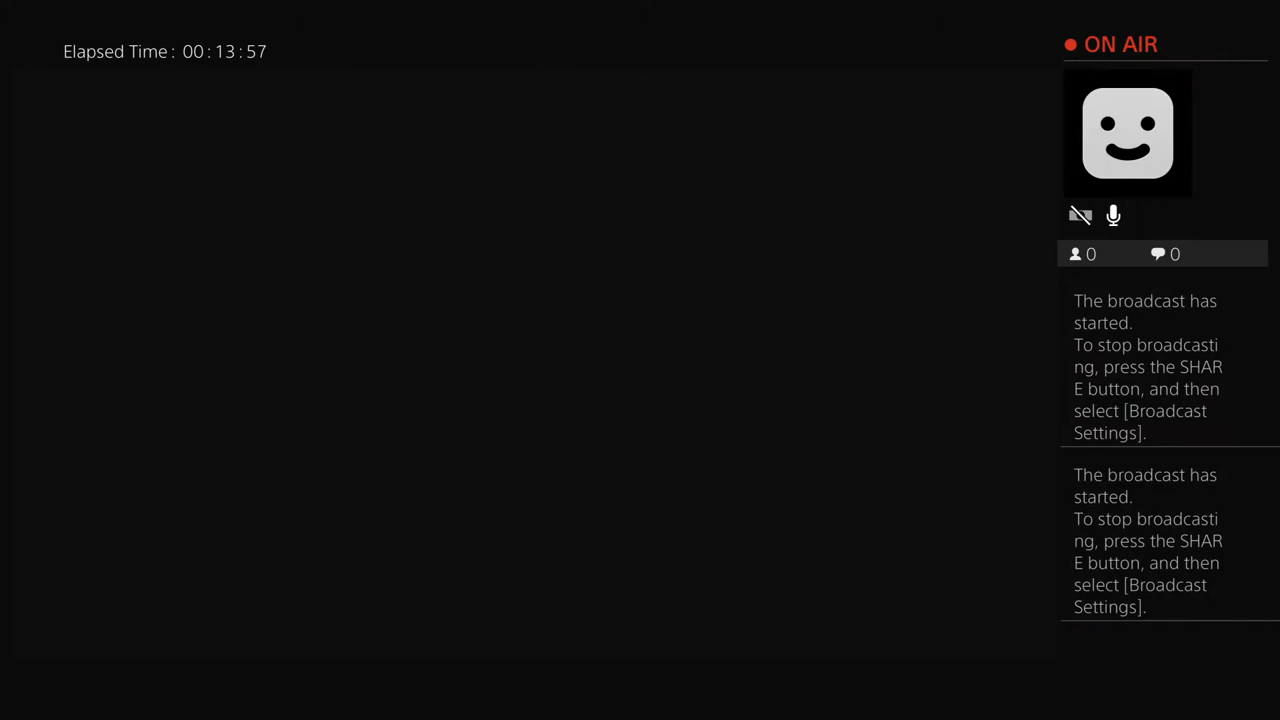 Elapsed Time: 00:13:57
ON AIR
0 0
The broadcast has
started.
To stop broadcasti
ng, press the SHAR
E button, and then
select [Broadcast
Settings].
The broadcast has
started.
To stop broadcasti
ng, press the SHAR
E button, and then
select [Broadcast
Settings].